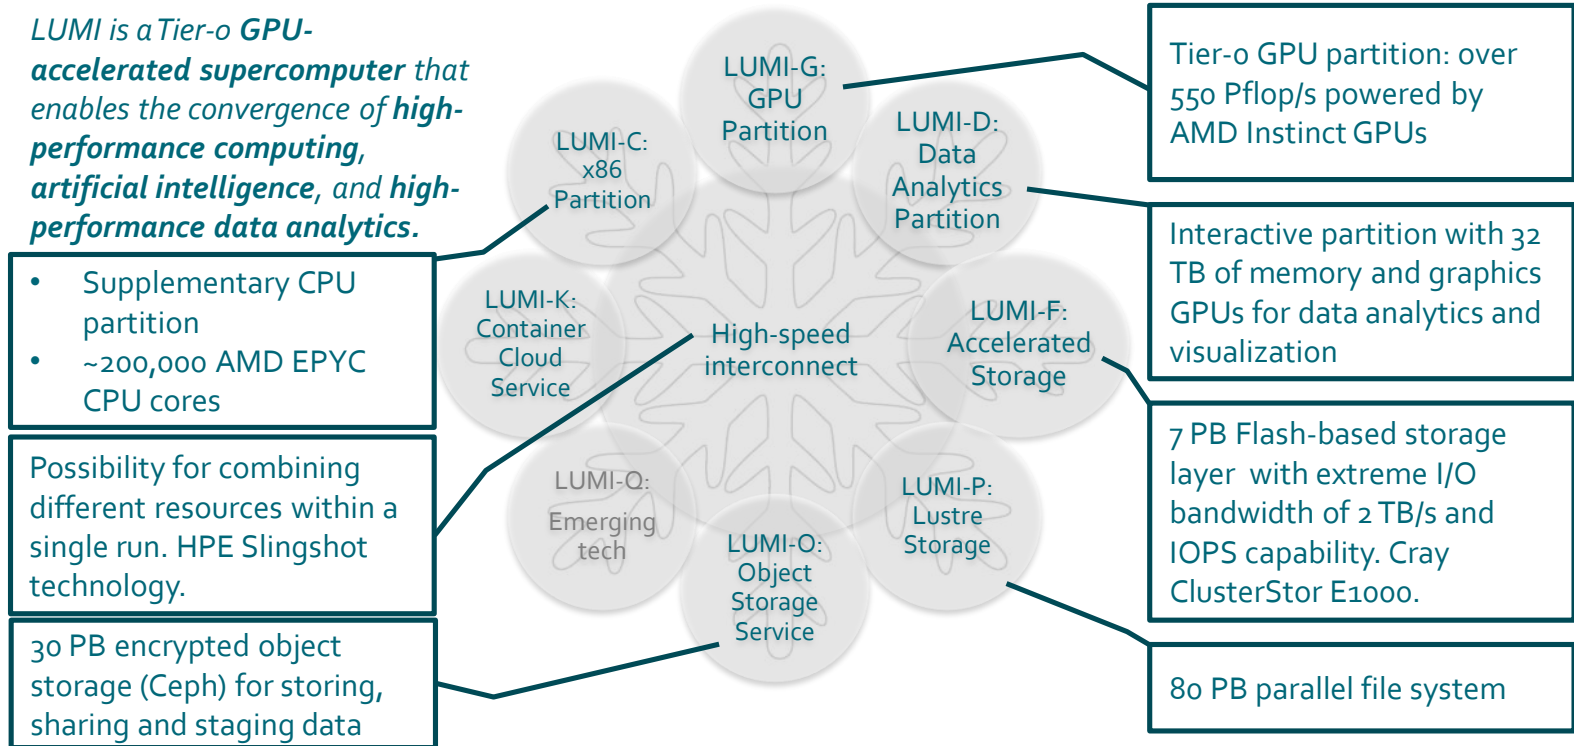 LUMI is a Tier-0 GPU-
accelerated supercomputer that
enables the convergence of high-
performance computing,
artificial intelligence, and high-
performance data analytics.
LUMI-G:
GPU
Partition
Tier-0 GPU partition: over
550 Pflop/s powered by
AMD Instinct GPUs
LUMI-C:
x86
Partition
LUMI-D:
Data
Analytics
Partition
Interactive partition with 32
TB of memory and graphics
GPUs for data analytics and
visualization
• Supplementary CPU
partition
• ~200,000 AMD EPYC
CPU cores
LUMI-K:
Container
Cloud
Service
High-speed
interconnect
LUMI-F:
Accelerated
Storage
7 PB Flash-based storage
layer with extreme I/O
bandwidth of 2 TB/s and
IOPS capability. Cray
ClusterStor E1000.
Possibility for combining
different resources within a
single run. HPE Slingshot
technology.
LUMI-Q:
Emerging
tech
LUMI-P:
Lustre
Storage
LUMI-O:
Object
Storage
Service
30 PB encrypted object
storage (Ceph) for storing,
sharing and staging data
80 PB parallel file system